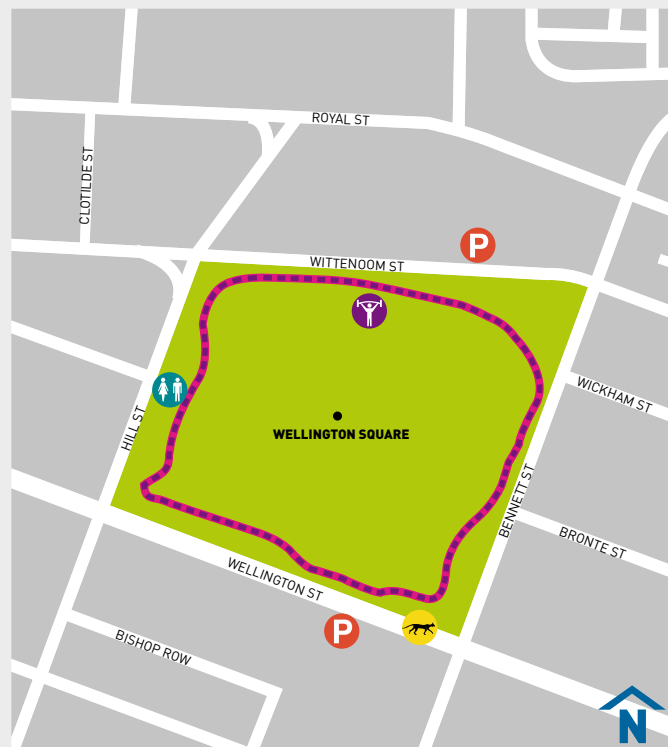 ROYAL ST
CLOTILDE ST
P
WITTENOOM ST
WICKHAM ST
HILL ST
WELLINGTON SQUARE
BENNETT ST
BRONTE ST
WELLINGTON ST
P
BISHOP ROW
N